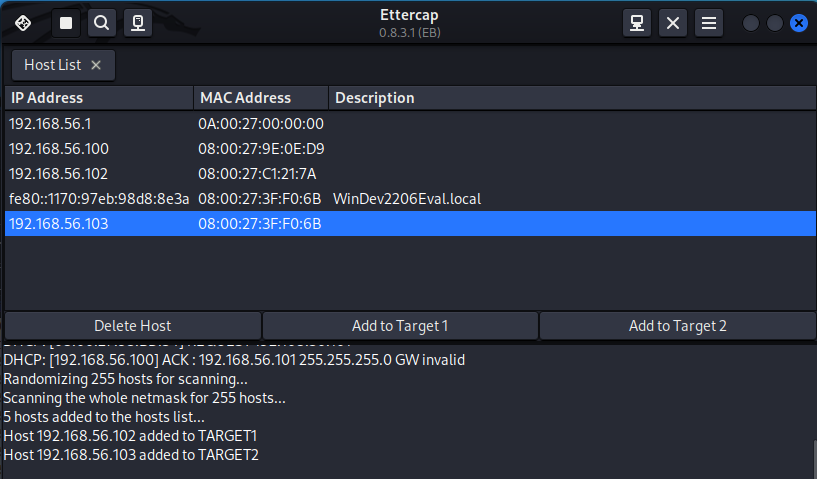 Ettercap
0.8.3.1 (EB)
Host List
IP Address MAC Address Description
192.168.56.1 0A:00:27:00:00:00
192.168.56.100 08:00:27:9E:0E:D9
192.168.56.102 08:00:27:C1:21:7A
fe80::1170:97eb:98d8:8e3a 08:00:27:3F:F0:6B WinDev2206Eval.local
192.168.56.103 08:00:27:3F:F0:6B
Delete Host Add to Target 1 Add to Target 2
DHCP: [192.168.56.100] ACK : 192.168.56.101 255.255.255.0 GW invalid
Randomizing 255 hosts for scanning...
Scanning the whole netmask for 255 hosts...
5 hosts added to the hosts list...
Host 192.168.56.102 added to TARGET1
Host 192.168.56.103 added to TARGET2